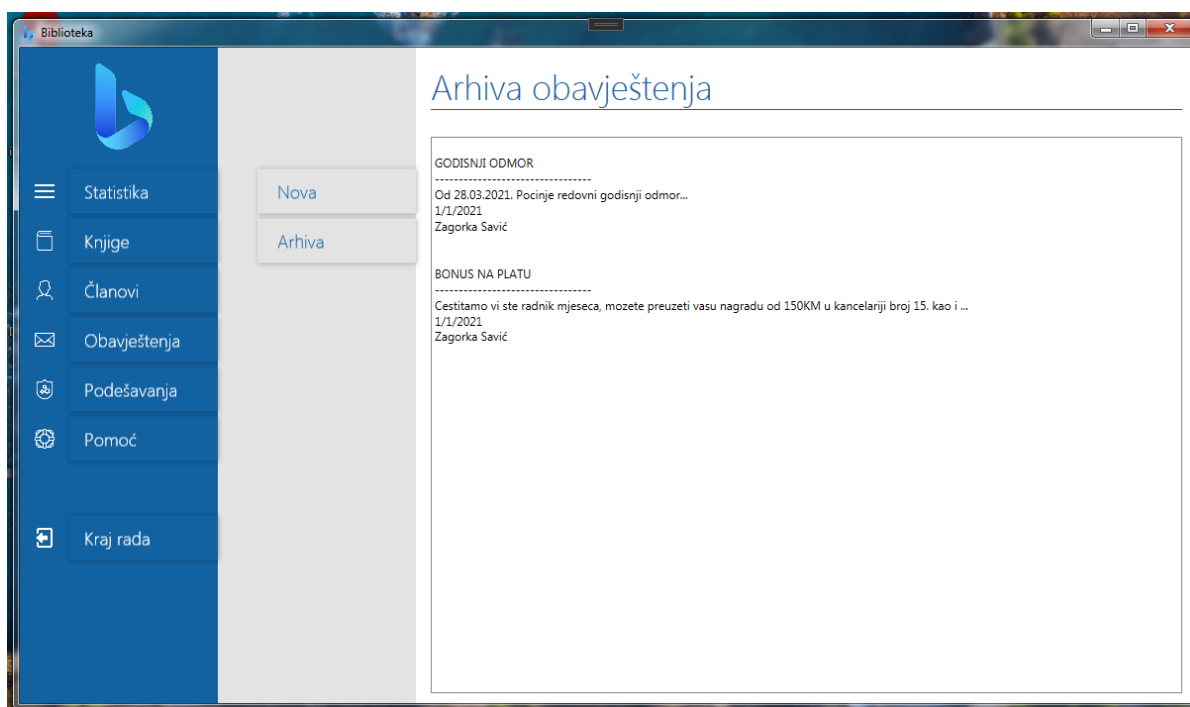 Biblioteka
Statistika
Knjige
Članovi
Obavještenja
Podešavanja
Pomoć
Kraj rada
Nova
Arhiva
Arhiva obavještenja
GODISNJI ODMOR
--------------------------------
Od 28.03.2021. Pocinje redovni godisnji odmor...
1/1/2021
Zagorka Savić
BONUS NA PLATU
--------------------------------
Cestitamo vi ste radnik mjeseca, mozete preuzeti vasu nagradu od 150KM u kancelariji broj 15. kao i ...
1/1/2021
Zagorka Savić